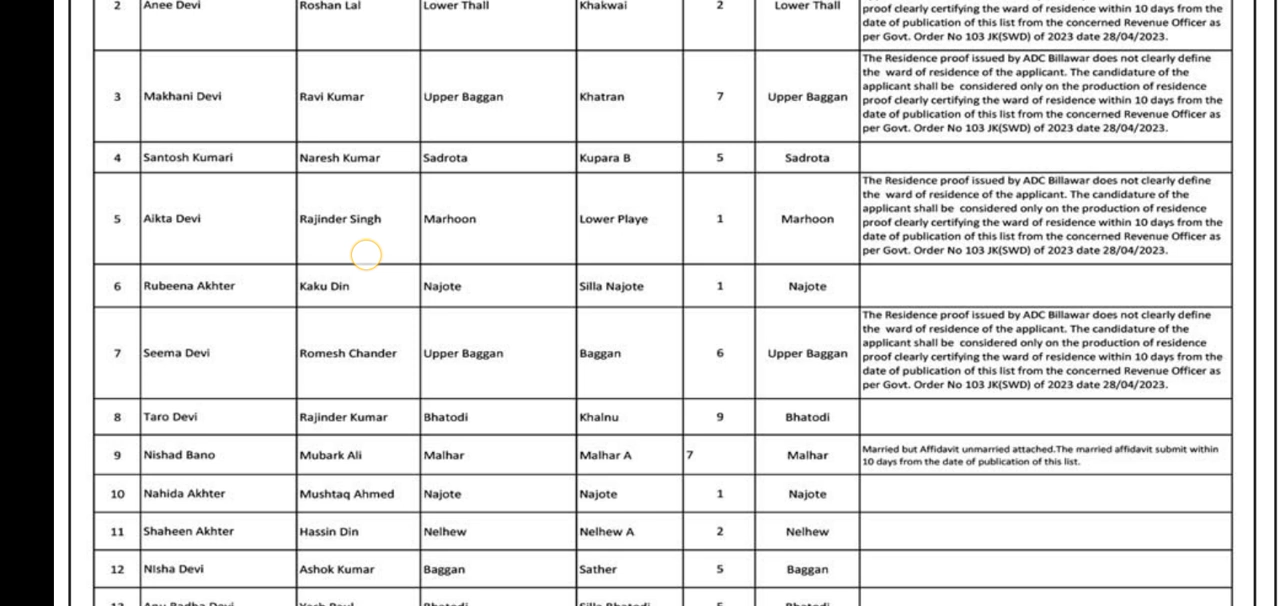 2 Anee Devi Roshan Lal Lower Thall Khakwai 2 Lower Thall
proof clearly certify the ward of residence within 10 days from the
date of publication of this list from the concerned Revenue Officer as
per Govt. Order No 103 JK(SWD) of 2023 date 28/04/2023.
3 Makhani Devi Ravi Kumar Upper Baggan Khatran 7 Upper Baggan
The Residence proof issued by ADC Billawar does not clearly define
the ward of residence of the applicant. The candidature of the
applicant shall be considered only on the production of residence
proof clearly certifying the ward of residence within 10 days from the
date of publication of this list from the concerned Revenue Officer as
per Govt. Order No 103 JK(SWD) of 2023 date 28/04/2023.
4 Santosh Kumari Naresh Kumar Sadrota Kupara B 5 Sadrota
5 Aikta Devi Rajinder Singh Marhoon Lower Playe 1 Marhoon
The Residence proof issued by ADC Billawar does not clearly define
the ward of residence of the applicant. The candidature of the
applicant shall be considered only on the production of residence
proof clearly certifying the ward of residence within 10 days from the
date of publication of this list from the concerned Revenue Officer as
per Govt. Order No 103 JK(SWD) of 2023 date 28/04/2023.
6 Rubeena Akhter Kaku Din Najote Silla Najote 1 Najote
7 Seema Devi Romesh Chander Upper Baggan Baggan 6 Upper Baggan
The Residence proof issued by ADC Billawar does not clearly define
the ward of residence of the applicant. The candidature of the
applicant shall be considered only on the production of residence
proof clearly certifying the ward of residence within 10 days from the
date of publication of this list from the concerned Revenue Officer as
per Govt. Order No 103 JK(SWD) of 2023 date 28/04/2023.
8 Taro Devi Rajinder Kumar Bhatodi Khalnu 9 Bhatodi
9 Nishad Bano Mubark Ali Malhar Malhar A 7 Malhar
Married but Affidavit unmarried attached.The married affidavit submit within
10 days from the date of publication of this list.
10 Nahida Akhter Mushtaq Ahmed Najote Najote 1 Najote
11 Shaheen Akhter Hassin Din Nelhew Nelhew A 2 Nelhew
12 Nisha Devi Ashok Kumar Baggan Sather 5 Baggan